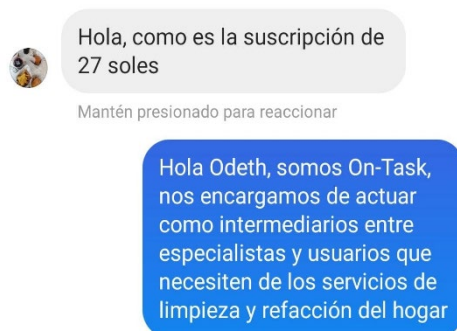 Hola, como es la suscripción de
27 soles
Mantén presionado para reaccionar
Hola Odeth, somos On-Task,
nos encargamos de actuar
como intermediarios entre
especialistas y usuarios que
necesiten de los servicios de
limpieza y refacción del hogar